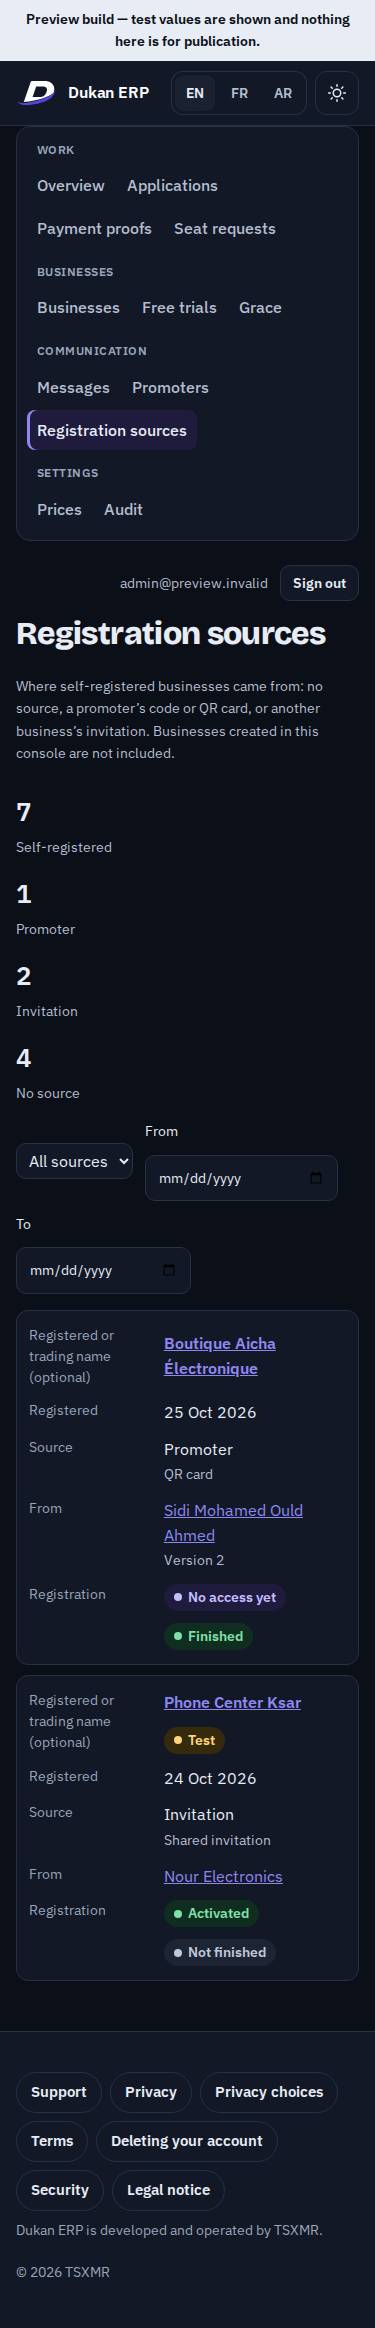 Preview build — test values are shown and nothing
here is for publication.
Dukan ERP
EN FR AR
WORK
Overview Applications
Payment proofs Seat requests
BUSINESSES
Businesses Free trials Grace
COMMUNICATION
Messages Promoters
Registration sources
SETTINGS
Prices Audit
admin@preview.invalid Sign out
Registration sources
Where self-registered businesses came from: no
source, a promoter’s code or QR card, or another
business’s invitation. Businesses created in this
console are not included.
7
Self-registered
1
Promoter
2
Invitation
4
No source
From
All sources mm/dd/yyyy
To
mm/dd/yyyy
Registered or
trading name
(optional)
Boutique Aicha
Électronique
Registered 25 Oct 2026
Source Promoter
QR card
From Sidi Mohamed Ould
Ahmed
Version 2
Registration No access yet
Finished
Registered or
trading name
(optional)
Phone Center Ksar
Test
Registered 24 Oct 2026
Source Invitation
Shared invitation
From Nour Electronics
Registration Activated
Not finished
Support Privacy Privacy choices
Terms Deleting your account
Security Legal notice
Dukan ERP is developed and operated by TSXMR.
© 2026 TSXMR